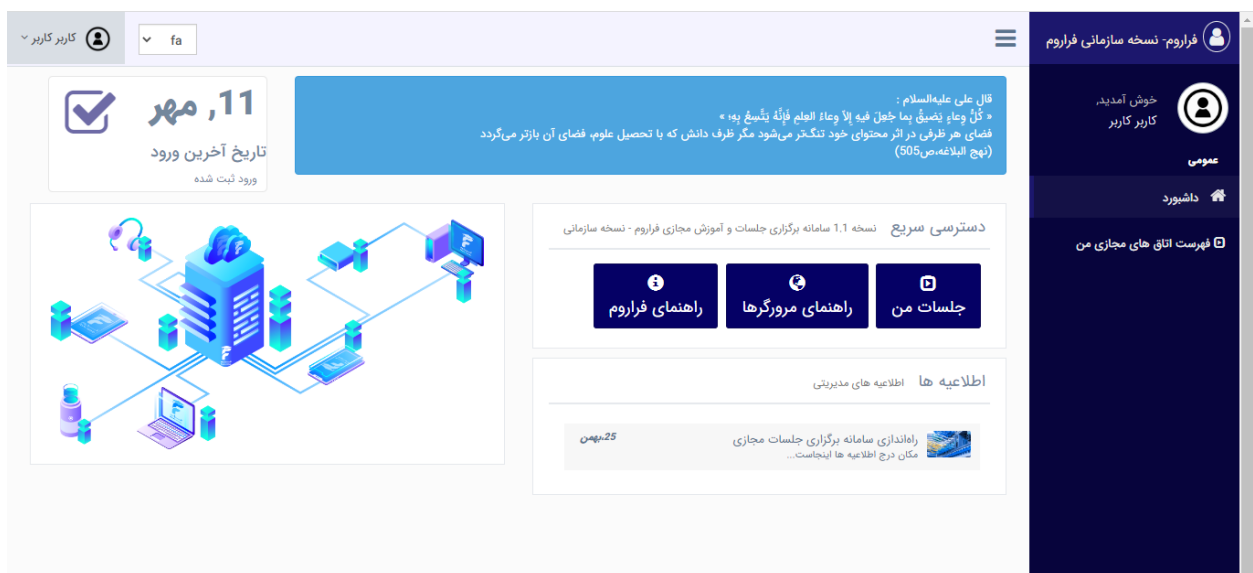 فراروم- نسخه سازمانی فراروم
fa
کاربر کاربر
خوش آمدید,
کاربر کاربر
عمومی
داشبورد
فهرست اتاق های مجازی من
قال علی علیه‌السلام :
« كُلُّ وِعاءٍ يَضيقُ بِما جُعِلَ فيهِ إلاّ وِعاءُ العِلمِ فَإِنَّهُ يَتَّسِعُ بِهِ؛ »
فضای هر ظرفی در اثر محتوای خود تنگ‌تر می‌شود مگر ظرف دانش که با تحصیل علوم، فضای آن بازتر می‌گردد
(نهج البلاغه،ص505)
11, مهر
تاریخ آخرین ورود
ورود ثبت شده
دسترسی سریع نسخه 1.1 سامانه برگزاری جلسات و آموزش مجازی فراروم - نسخه سازمانی
جلسات من
راهنمای مرورگرها
راهنمای فراروم
اطلاعیه ها اطلاعیه های مدیریتی
راه‌اندازی سامانه برگزاری جلسات مجازی
25،بهمن
مکان درج اطلاعیه ها اینجاست...